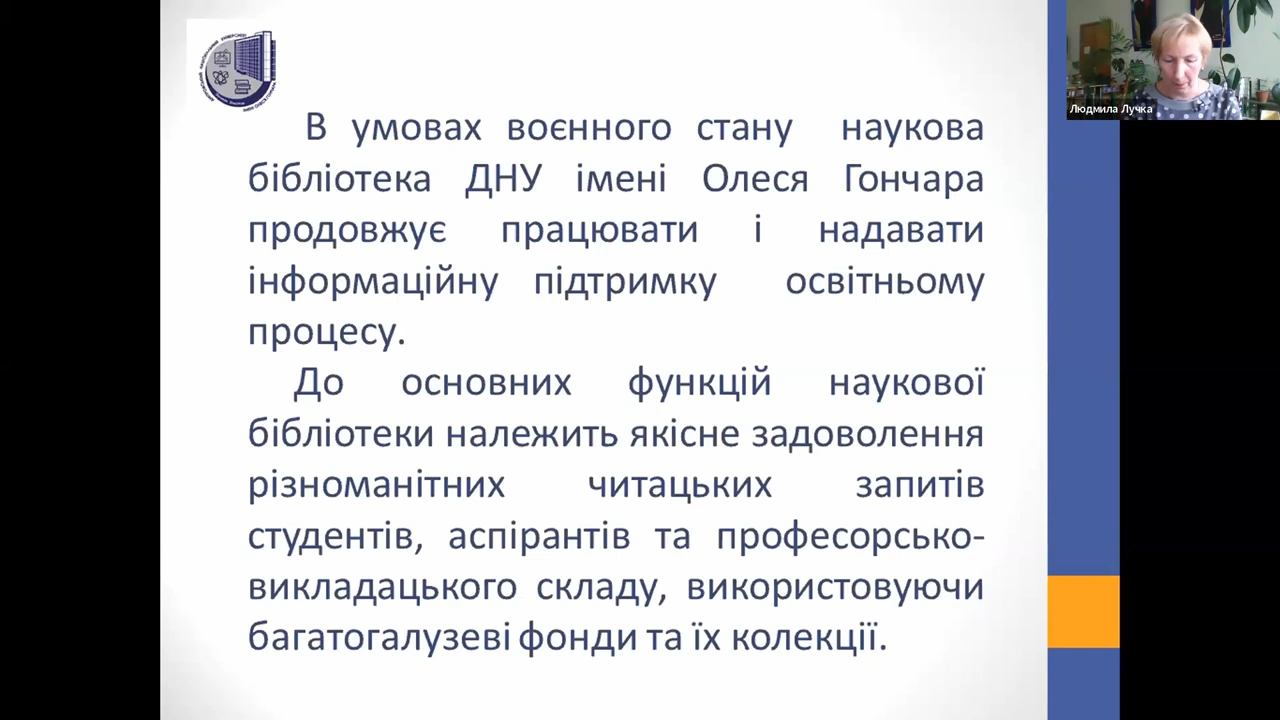 В умовах воєнного стану наукова
бібліотека ДНУ імені Олеся Гончара
продовжує працювати і надавати
інформаційну підтримку освітньому
процесу.
До основних функцій наукової
бібліотеки належить якісне задоволення
різноманітних читацьких запитів
студентів, аспірантів та професорсько-
викладацького складу, використовуючи
багатогалузеві фонди та їх колекції.
Людмила Лучка